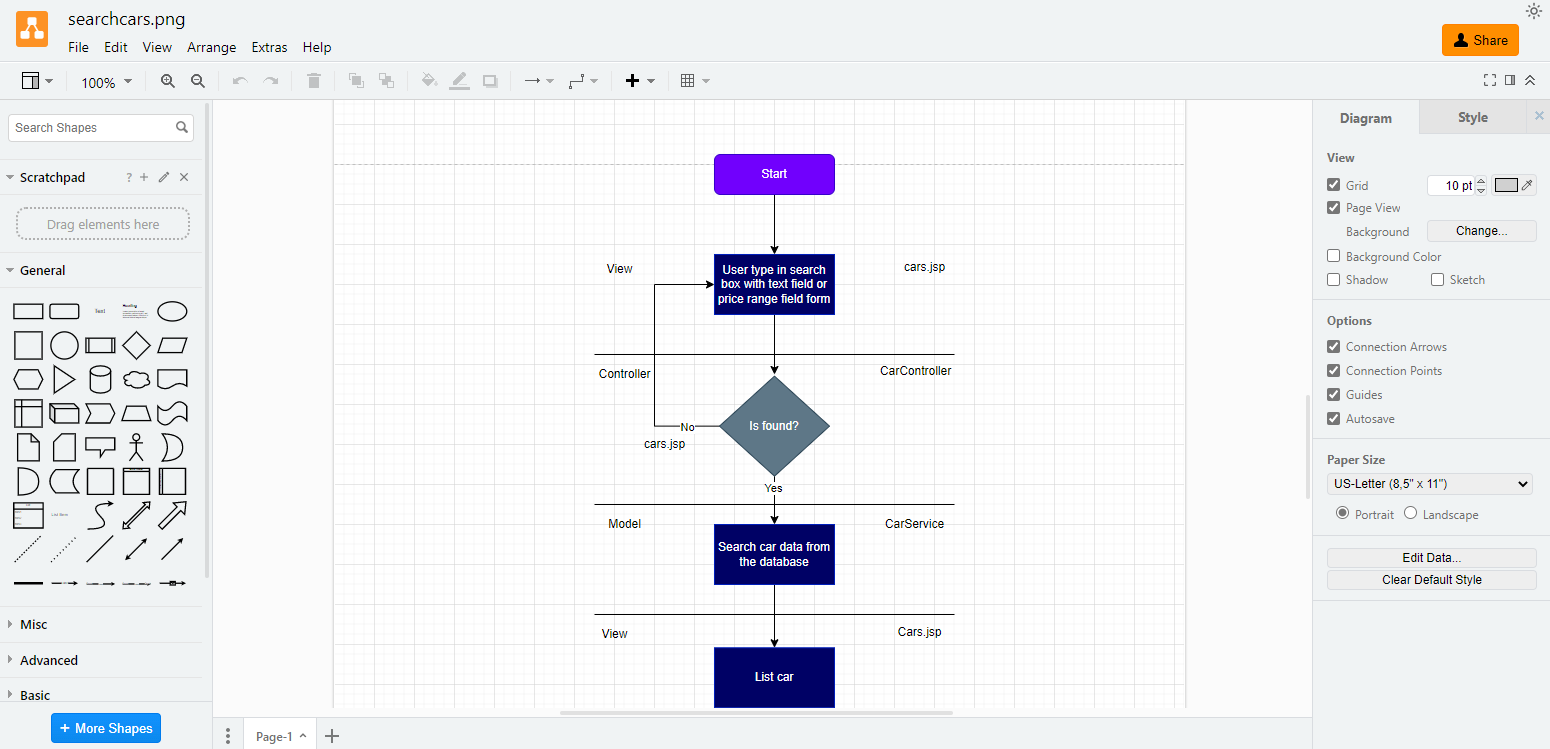 searchcars.png
File Edit View Arrange Extras Help
Share
100%
Search Shapes
Scratchpad
?
Drag elements here
General
Text
Heading
List Item
Misc
Advanced
Basic
+ More Shapes
Start
View
cars.jsp
User type in search
box with text field or
price range field form
Controller
CarController
Is found?
No
cars.jsp
Yes
Model
CarService
Search car data from
the database
View
Cars.jsp
List car
Page-1
Diagram
Style
View
Grid
10 pt
Page View
Background
Change...
Background Color
Shadow
Sketch
Options
Connection Arrows
Connection Points
Guides
Autosave
Paper Size
US-Letter (8,5" x 11")
Portrait
Landscape
Edit Data...
Clear Default Style